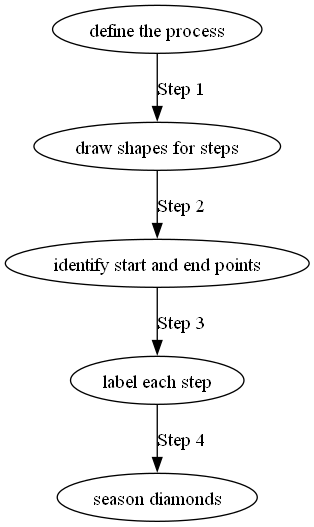 define the process
Step 1
draw shapes for steps
Step 2
identify start and end points
Step 3
label each step
Step 4
season diamonds